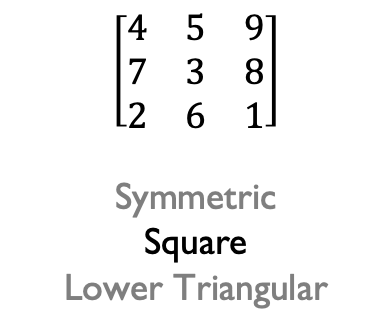 4 5 9
7 3 8
2 6 1
Symmetric
Square
Lower Triangular